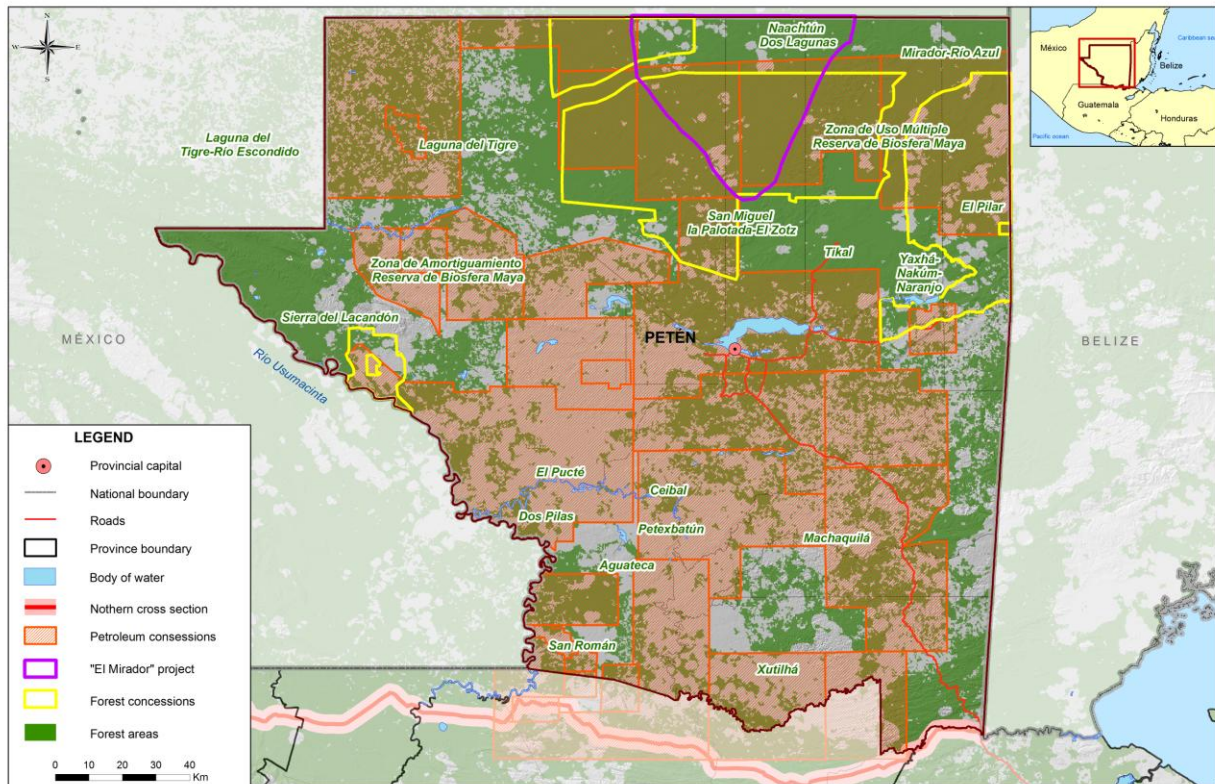 N
W
E
S
Naachtún
Dos Lagunas
Mirador-Río Azul
México
Caribbean sea
Belize
Guatemala
Honduras
Pacific ocean
Laguna del
Tigre-Río Escondido
Laguna del Tigre
Zona de Uso Múltiple
Reserva de Biosfera Maya
San Miguel
la Palotada-El Zotz
El Pilar
Tikal
Yaxhá-
Nakúm-
Naranjo
Zona de Amortiguamiento
Reserva de Biosfera Maya
Sierra del Lacandón
MÉXICO
PETÉN
BELIZE
Río Usumacinta
El Pucté
Ceibal
Dos Pilas
Petexbatún
Machaquilá
Aguateca
San Román
Xutilhá
LEGEND
Provincial capital
National boundary
Roads
Province boundary
Body of water
Nothern cross section
Petroleum consessions
"El Mirador" project
Forest concessions
Forest areas
0 10 20 30 40
Km